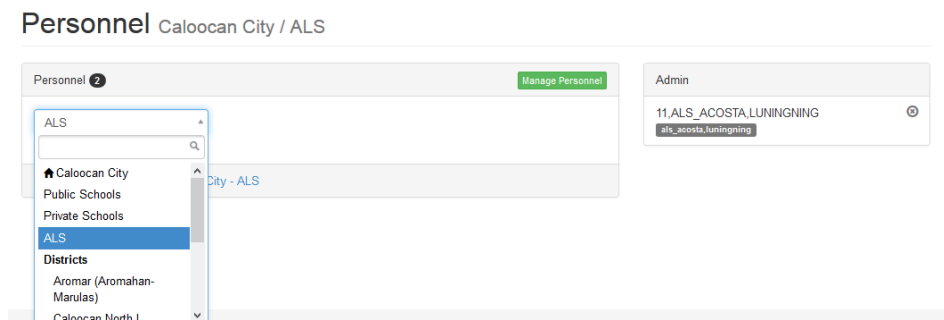 Personnel Caloocan City / ALS
Personnel 2
Manage Personnel
ALS
Caloocan City
Public Schools
Private Schools
ALS
Districts
Aromar (Aromahan-
Marulas)
Caloocan North I
City - ALS
Admin
11,ALS_ACOSTA,LUNINGNING
als_acosta,luningning